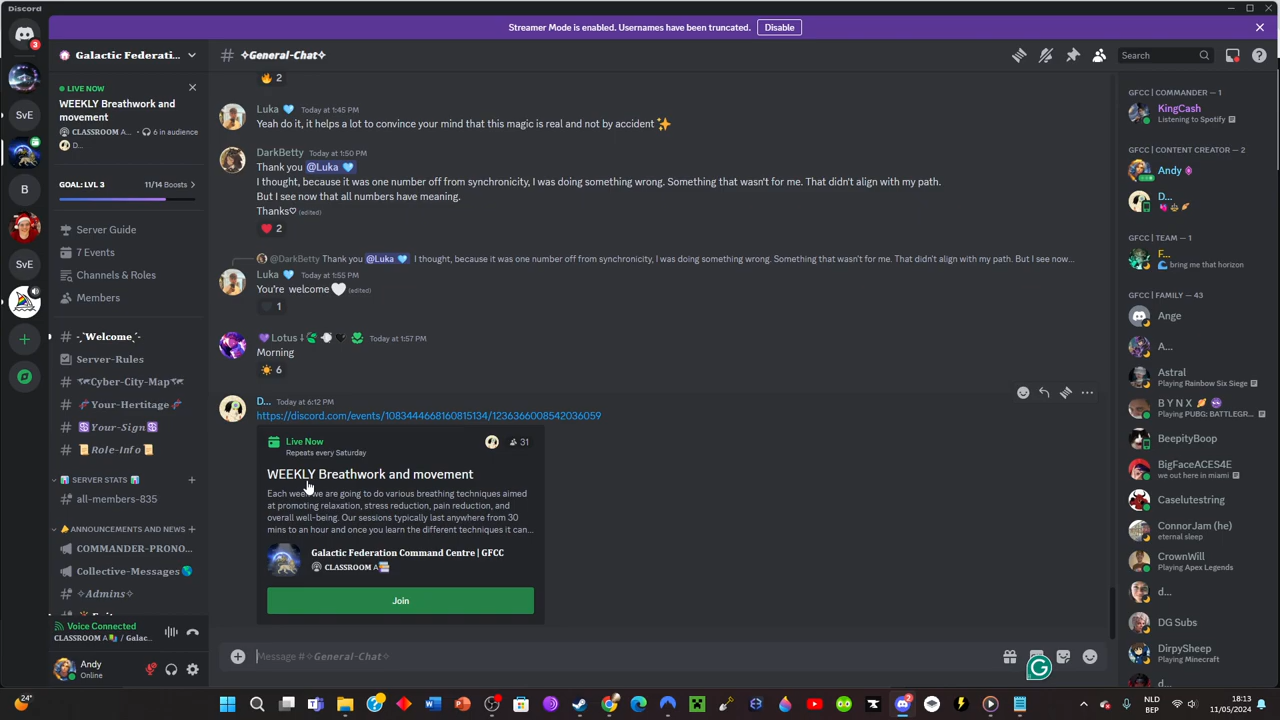 Discord
Streamer Mode is enabled. Usernames have been truncated.
Disable
Galactic Federati...
✧General-Chat✧
Search
LIVE NOW
WEEKLY Breathwork and
movement
CLASSROOM A... • 6 in audience
D...
GOAL: LVL 3
11/14 Boosts
Server Guide
7 Events
Channels & Roles
Members
Welcome
Server-Rules
Cyber-City-Map
Your-Hertitage
Your-Sign
Role-Info
SERVER STATS
all-members-835
ANNOUNCEMENTS AND NEWS
COMMANDER-PRONO...
Collective-Messages
✧Admins✧
Voice Connected
CLASSROOM A / Galac...
Andy
Online
2
Luka 💙 Today at 1:45 PM
Yeah do it, it helps a lot to convince your mind that this magic is real and not by accident ✨
DarkBetty Today at 1:50 PM
Thank you @Luka 💙
I thought, because it was one number off from synchronicity, I was doing something wrong. Something that wasn't for me. That didn't align with my path.
But I see now that all numbers have meaning.
Thanks♡ (edited)
2
@DarkBetty Thank you @Luka 💙 I thought, because it was one number off from synchronicity, I was doing something wrong. Something that wasn't for me. That didn't align with my path. But I see now...
Luka 💙 Today at 1:55 PM
You're welcome 🤍 (edited)
1
Lotus Today at 1:57 PM
Morning
6
D... Today at 6:12 PM
https://discord.com/events/1083444668160815134/1236366008542036059
Live Now
Repeats every Saturday
31
WEEKLY Breathwork and movement
Each week we are going to do various breathing techniques aimed
at promoting relaxation, stress reduction, pain reduction, and
overall well-being. Our sessions typically last anywhere from 30
mins to an hour and once you learn the different techniques it can...
Galactic Federation Command Centre | GFCC
CLASSROOM A
Join
Message #✧General-Chat✧
GFCC | COMMANDER — 1
KingCash
Listening to Spotify
GFCC | CONTENT CREATOR — 2
Andy
D...
GFCC | TEAM — 1
F...
bring me that horizon
GFCC | FAMILY — 43
Ange
A...
Astral
Playing Rainbow Six Siege
B Y N X
Playing PUBG: BATTLEGR...
BeepityBoop
BigFaceACES4E
we out here in miami
Caselutestring
ConnorJam (he)
eternal sleep
CrownWill
Playing Apex Legends
d...
DG Subs
DirpySheep
Playing Minecraft
d...
SvE
B
SvE
3
24°
NLD
BEP
18:13
11/05/2024